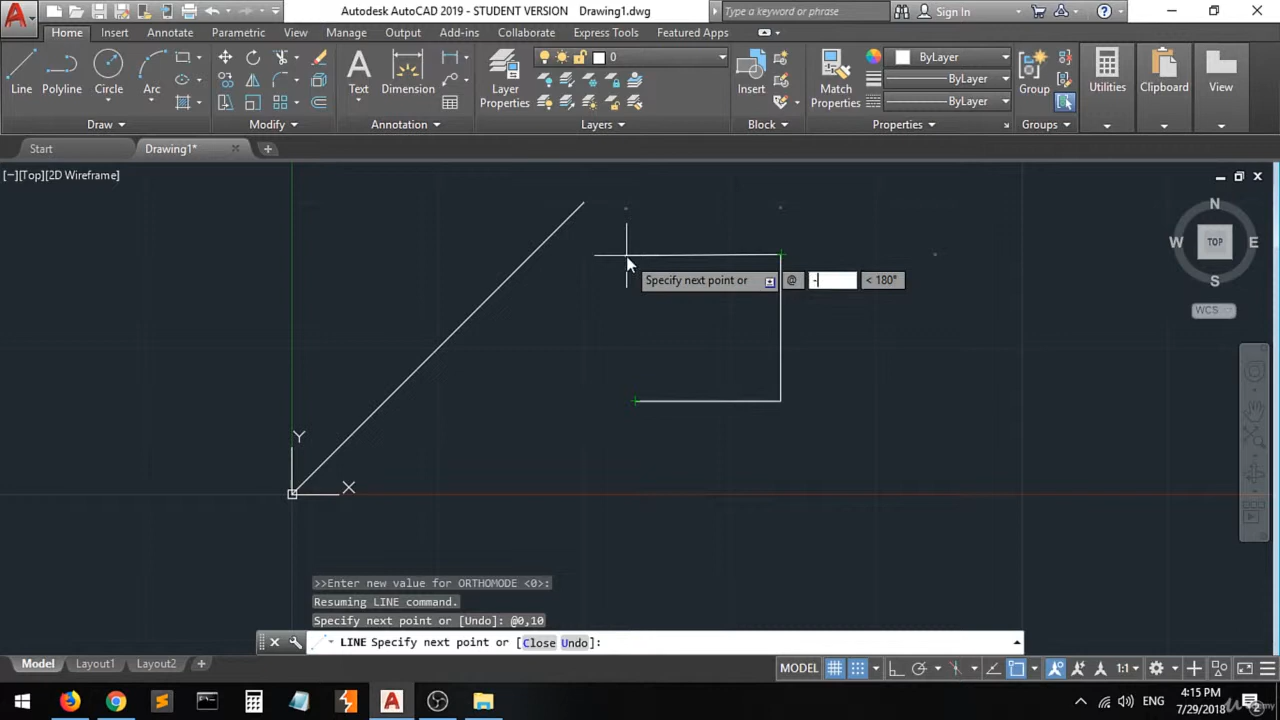 Autodesk AutoCAD 2019 - STUDENT VERSION Drawing1.dwg
Type a keyword or phrase
Sign In
Home Insert Annotate Parametric View Manage Output Add-ins Collaborate Express Tools Featured Apps
0
ByLayer
ByLayer
ByLayer
Line Polyline Circle Arc Text Dimension Layer Properties Insert Match Properties Group Utilities Clipboard View
Draw Modify Annotation Layers Block Properties Groups
Start Drawing1*
[−][Top][2D Wireframe]
N
W TOP E
S
WCS
Specify next point or @ - < 180°
Y
X
>>Enter new value for ORTHOMODE <0>:
Resuming LINE command.
Specify next point or [Undo]: @0,10
LINE Specify next point or [Close Undo]:
Model Layout1 Layout2 + MODEL 1:1
ENG
4:15 PM
7/29/2018
2